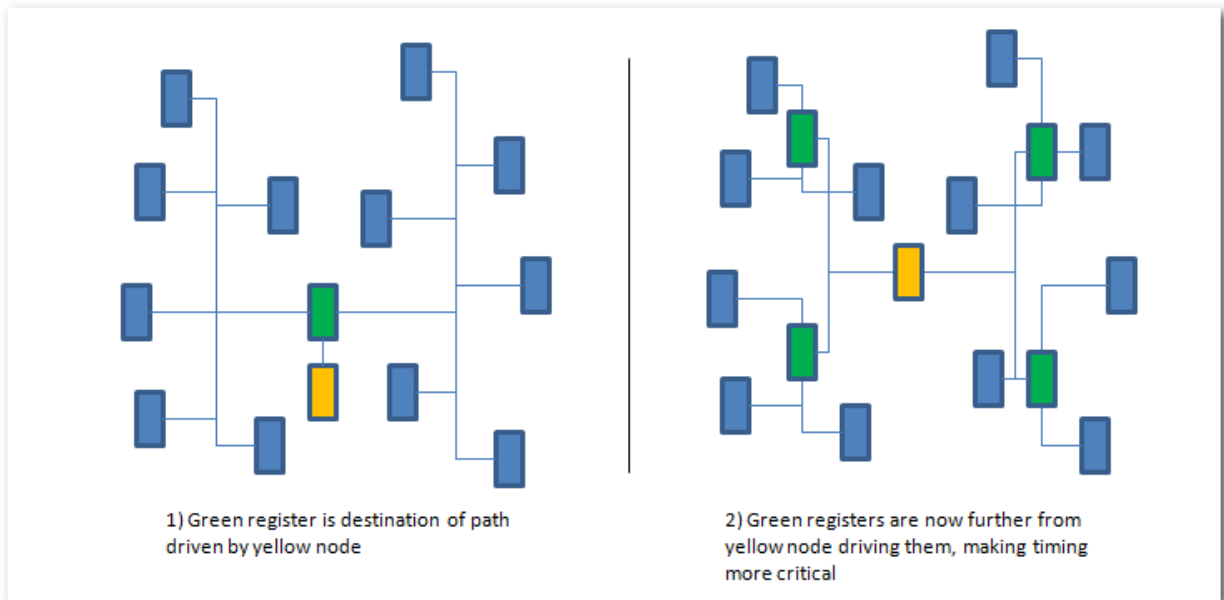 1) Green register is destination of path
driven by yellow node
2) Green registers are now further from
yellow node driving them, making timing
more critical